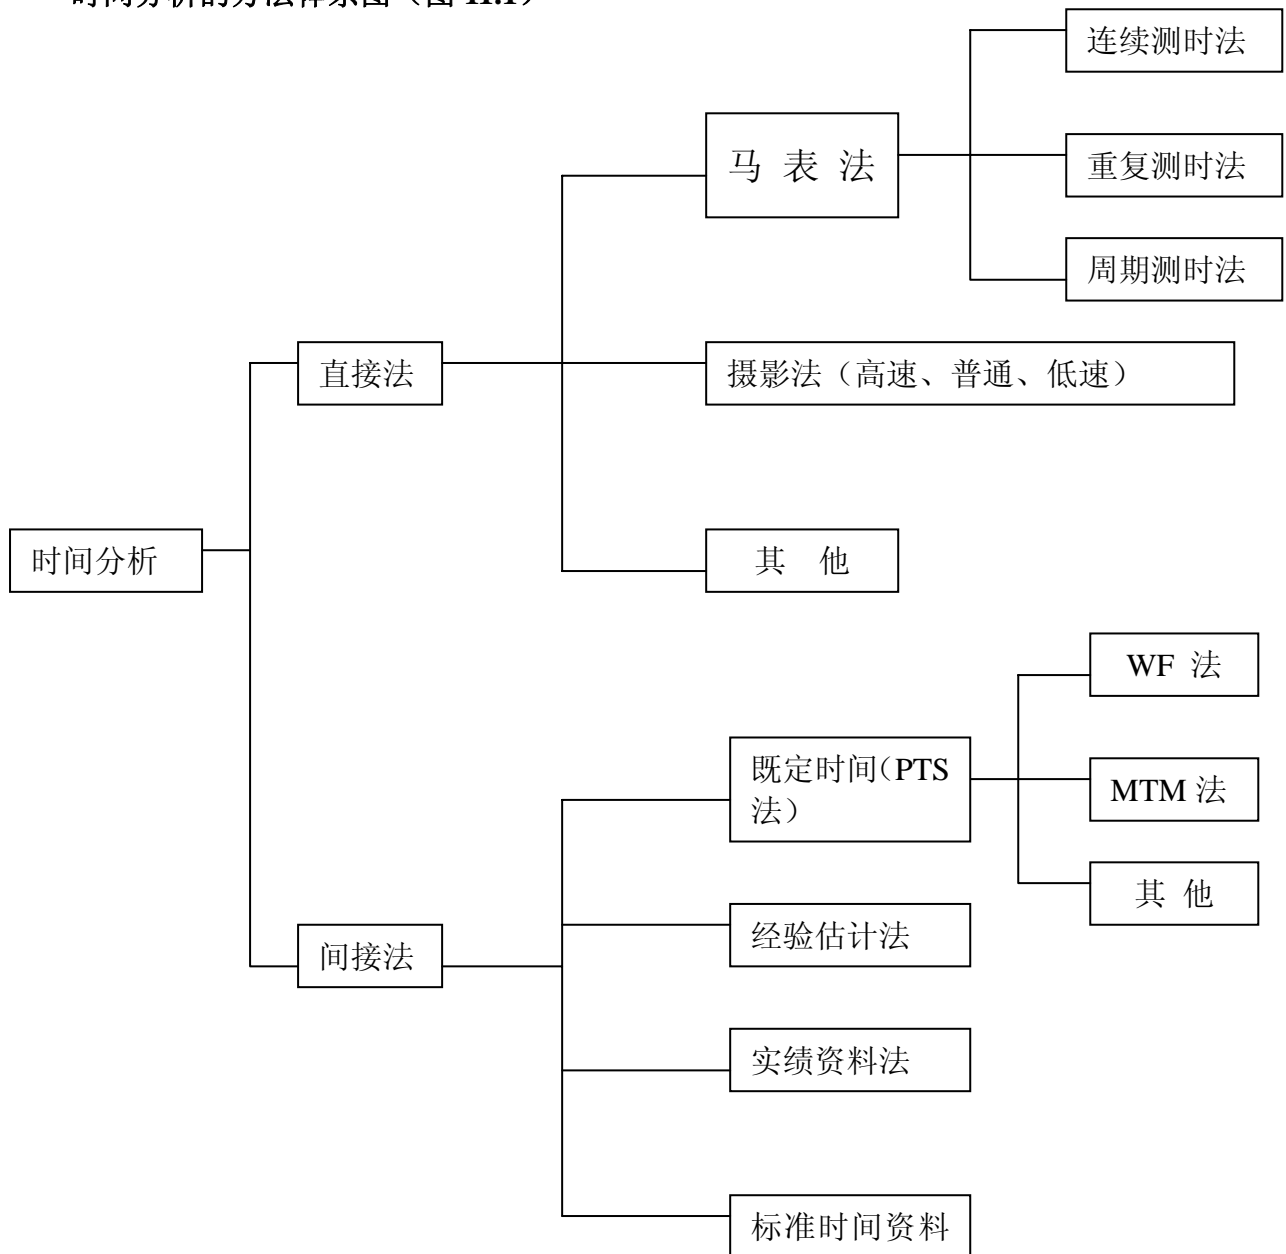 时间分析的方法体系图（图 11.1）
连续测时法
马 表 法
重复测时法
周期测时法
直接法
摄影法（高速、普通、低速）
时间分析
其 他
WF 法
既定时间（PTS
法）
MTM 法
其 他
经验估计法
间接法
实绩资料法
标准时间资料